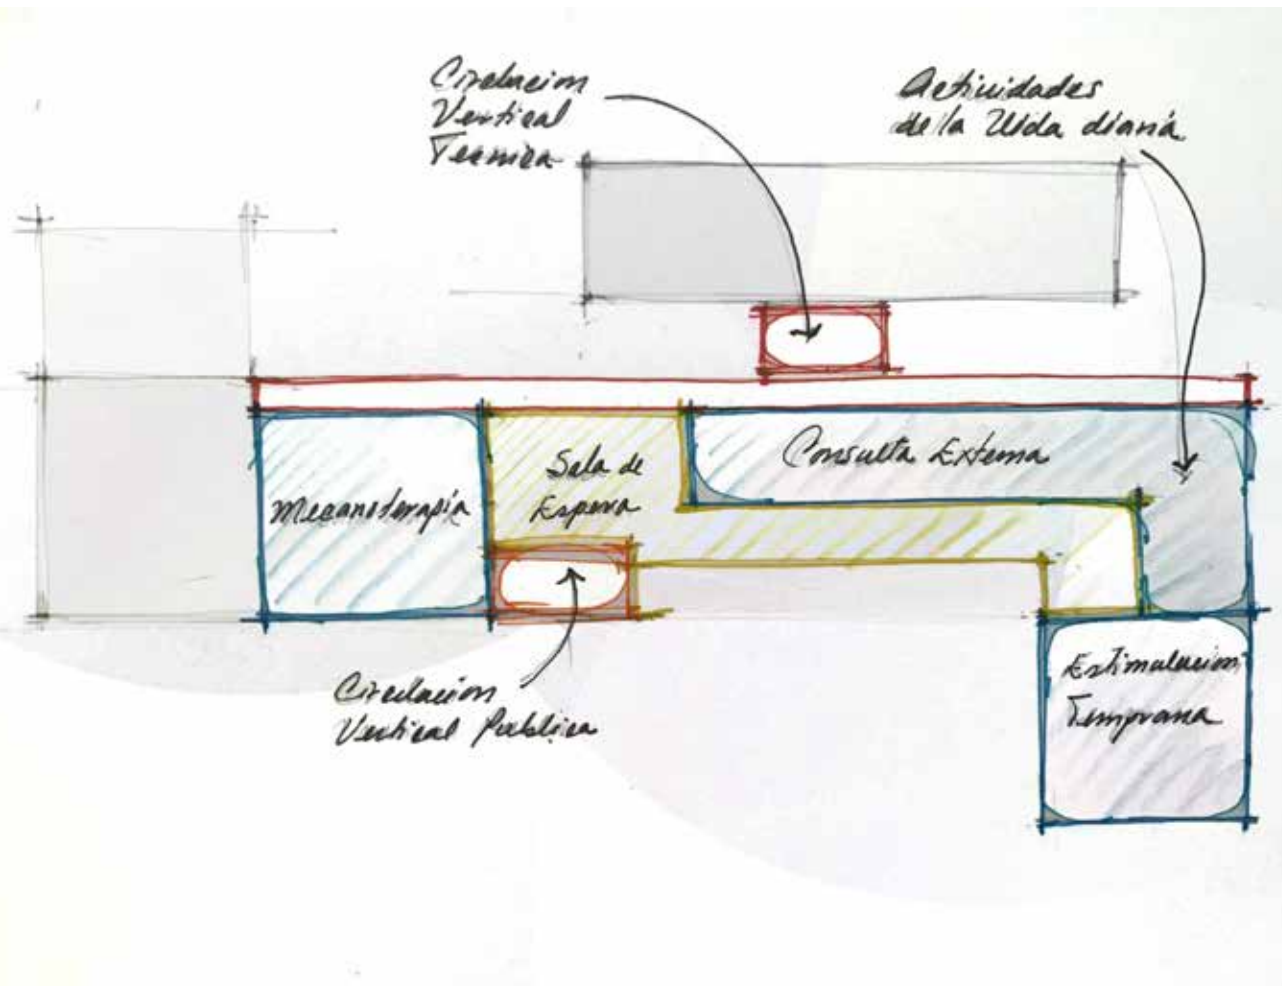 Circulacion
Vertical
Tecnica
Actividades
de la Vida diaria
Consulta Externa
Sala de
Espera
Mecanoterapia
Estimulacion
Temprana
Circulacion
Vertical Publica